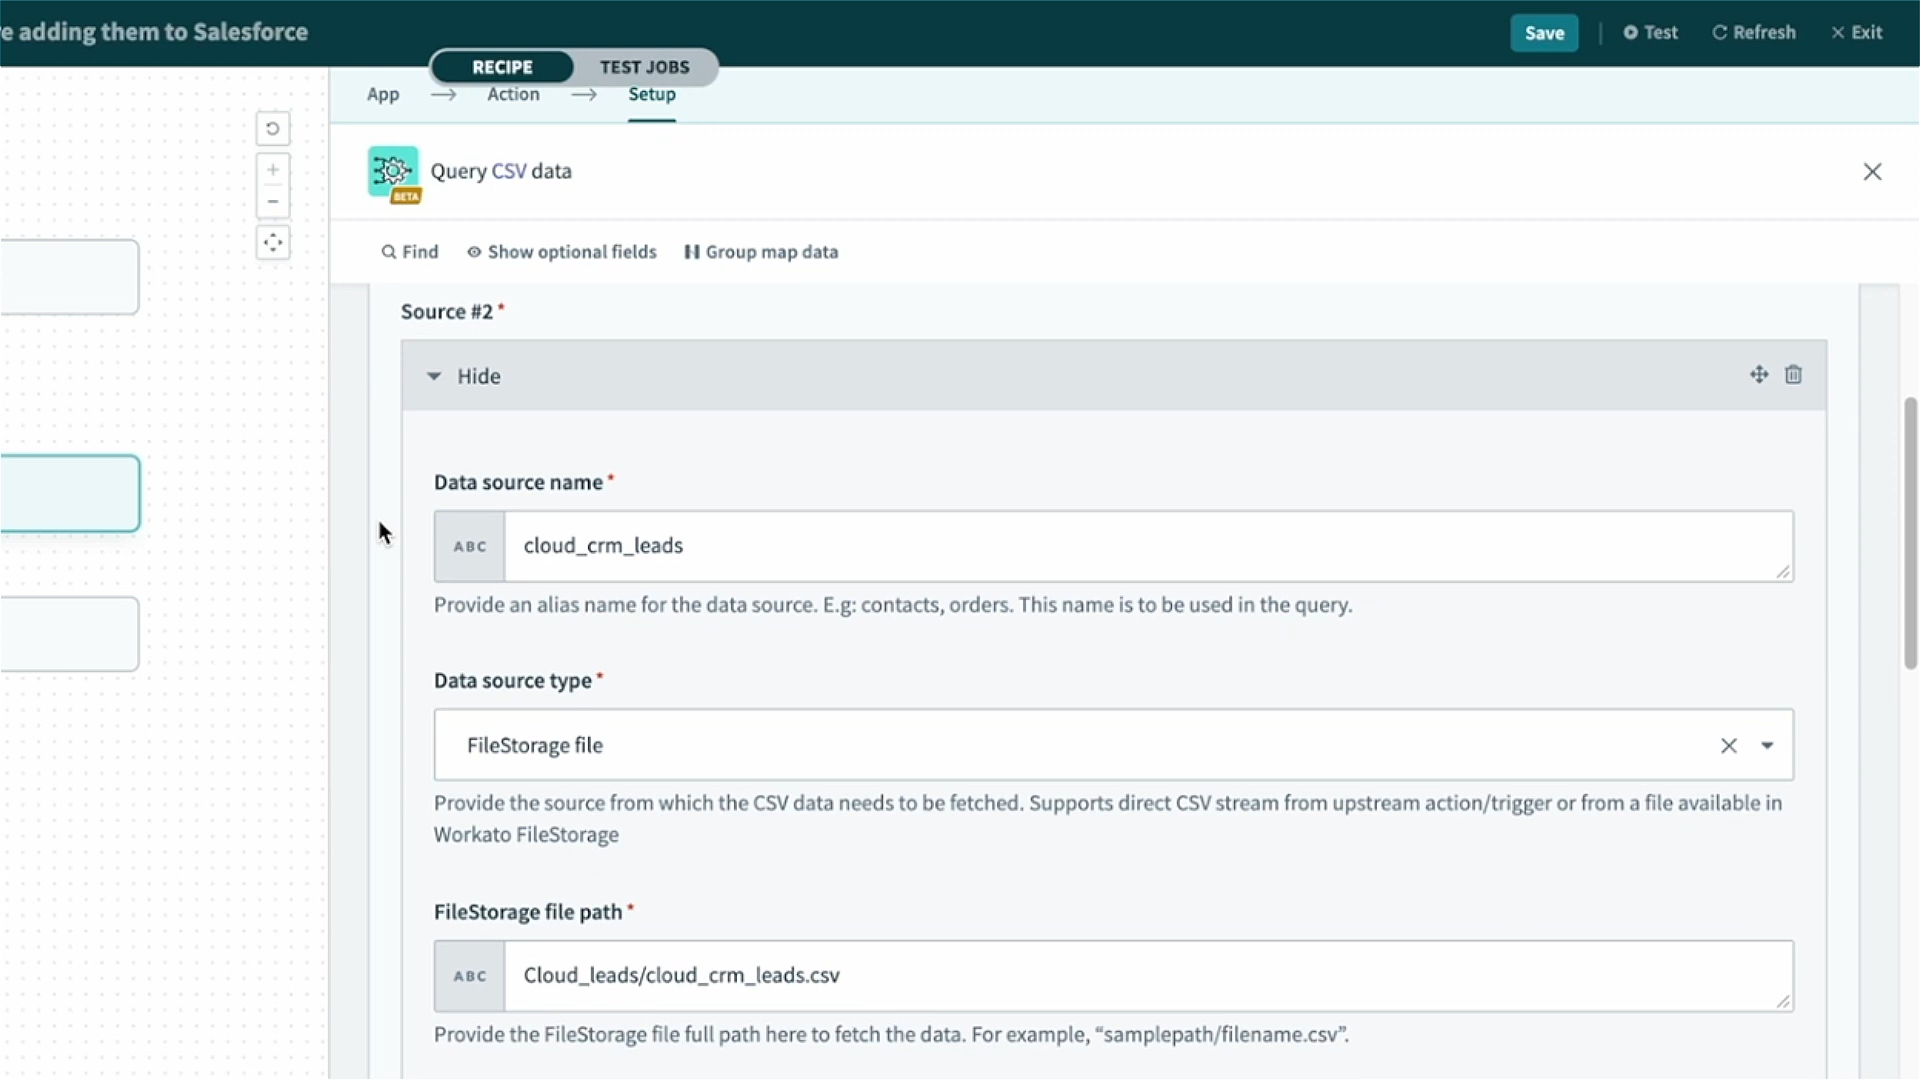 e adding them to Salesforce
Save
Test
Refresh
Exit
RECIPE
TEST JOBS
App
Action
Setup
BETA
Query CSV data
Find
Show optional fields
Group map data
Source #2 *
Hide
Data source name *
ABC
cloud_crm_leads
Provide an alias name for the data source. E.g: contacts, orders. This name is to be used in the query.
Data source type *
FileStorage file
Provide the source from which the CSV data needs to be fetched. Supports direct CSV stream from upstream action/trigger or from a file available in
Workato FileStorage
FileStorage file path *
ABC
Cloud_leads/cloud_crm_leads.csv
Provide the FileStorage file full path here to fetch the data. For example, “samplepath/filename.csv”.